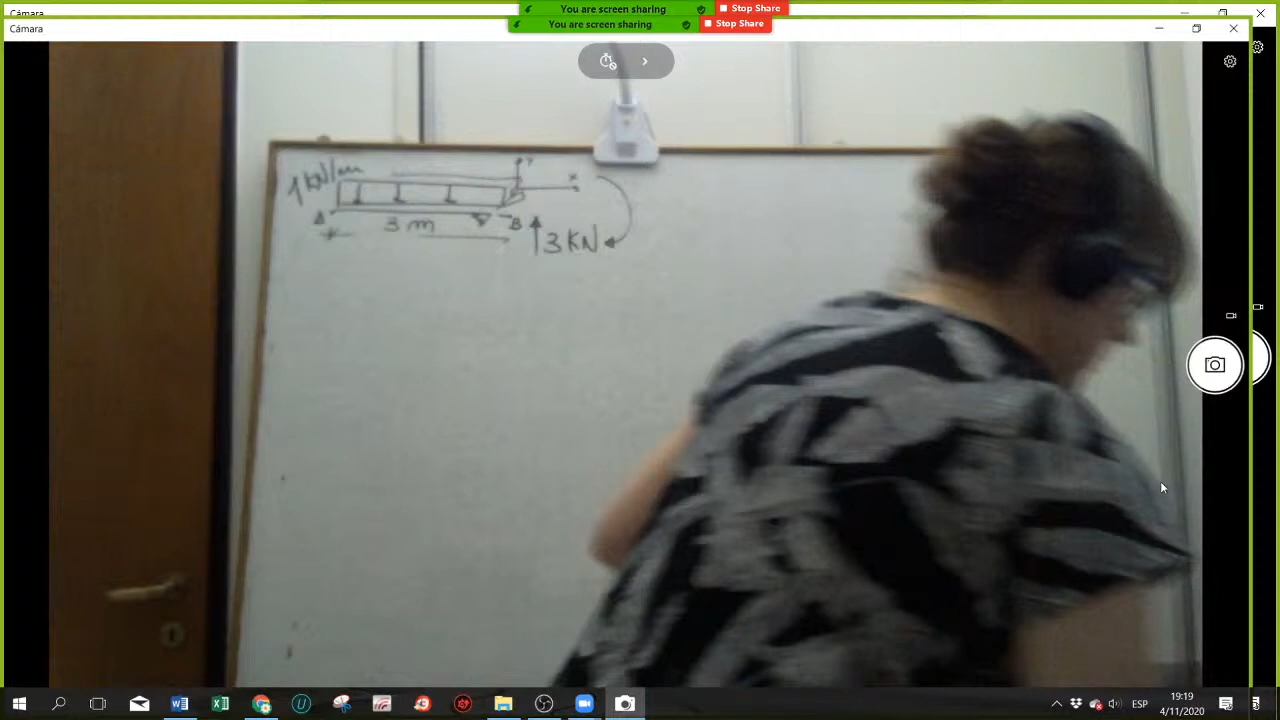 Cámara
You are screen sharing
Stop Share
Cámara
You are screen sharing
Stop Share
1 KN/m
Y
x
A
3 m
B
3 KN
W
X
U
ESP
19:19
4/11/2020